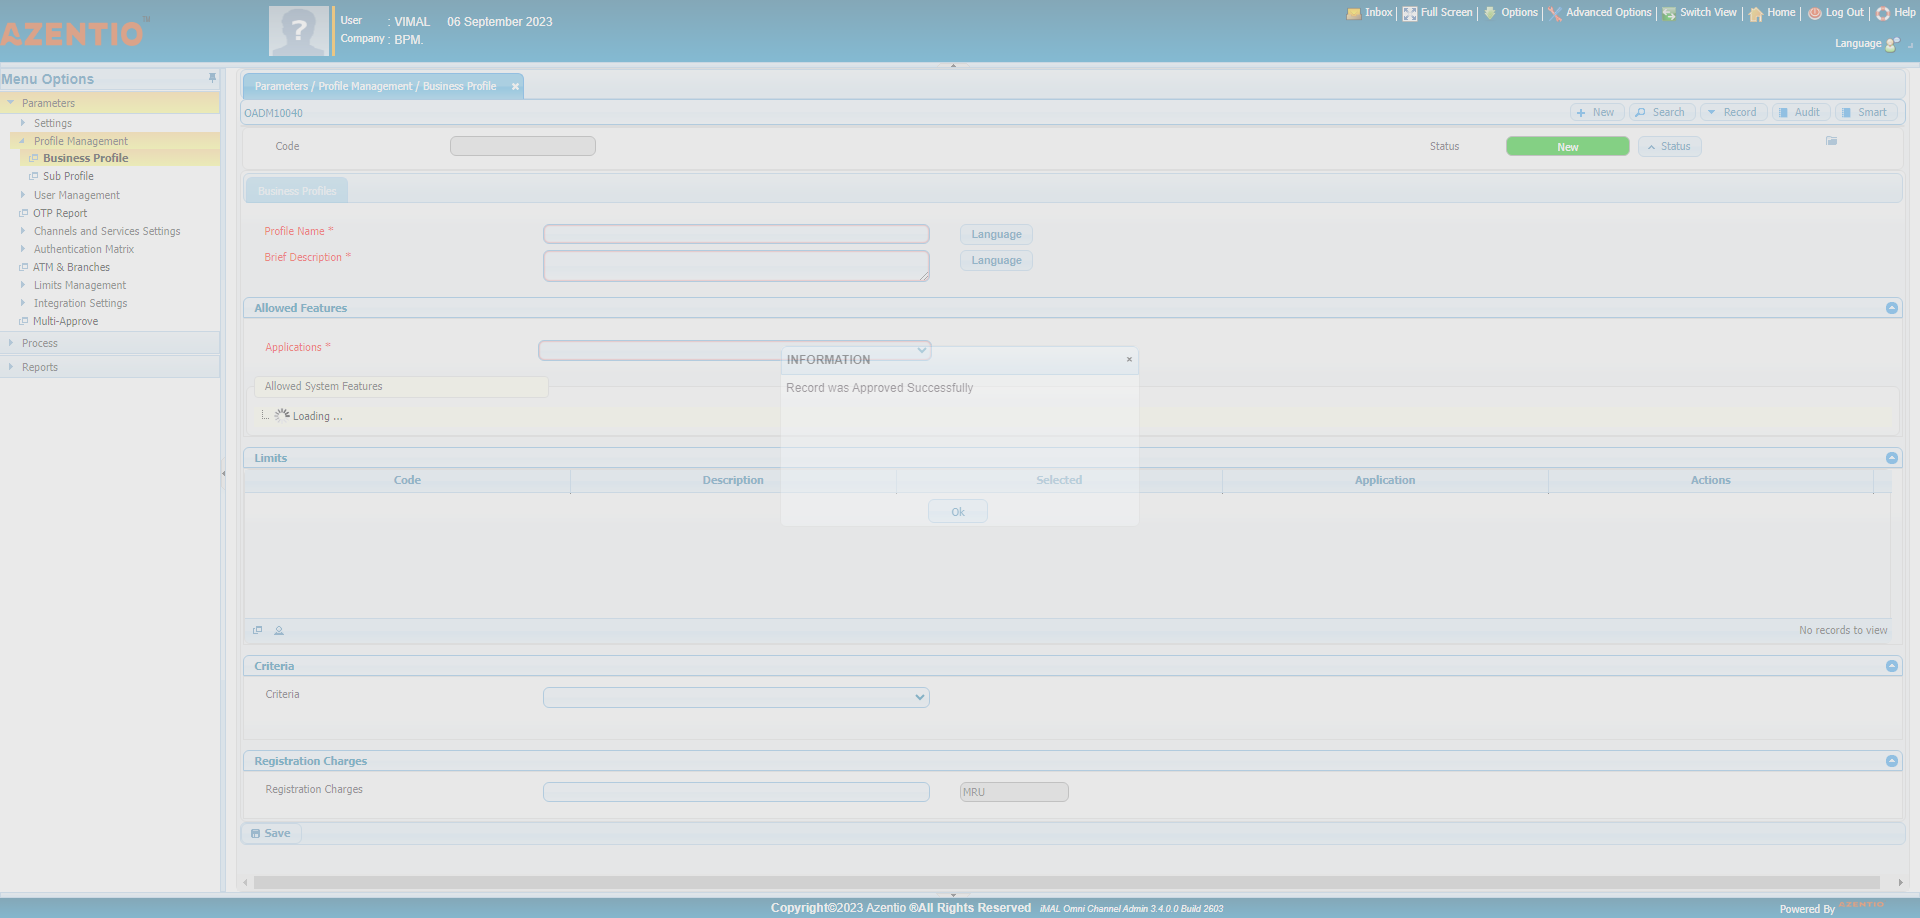 AZENTIO™
User : VIMAL 06 September 2023
Company : BPM.
Inbox Full Screen Options Advanced Options Switch View Home Log Out Help
Language
Menu Options
Parameters
Settings
Profile Management
Business Profile
Sub Profile
User Management
OTP Report
Channels and Services Settings
Authentication Matrix
ATM & Branches
Limits Management
Integration Settings
Multi-Approve
Process
Reports
Parameters / Profile Management / Business Profile
OADM10040
New Search Record Audit Smart
Code Status New Status
Business Profiles
Profile Name * Language
Brief Description * Language
Allowed Features
Applications *
Allowed System Features
Loading ...
INFORMATION
Record was Approved Successfully
Ok
Limits
Code Description Selected Application Actions
No records to view
Criteria
Criteria
Registration Charges
Registration Charges MRU
Save
Copyright©2023 Azentio ®All Rights Reserved iMAL Omni Channel Admin 3.4.0.0 Build 2603
Powered By AZENTIO